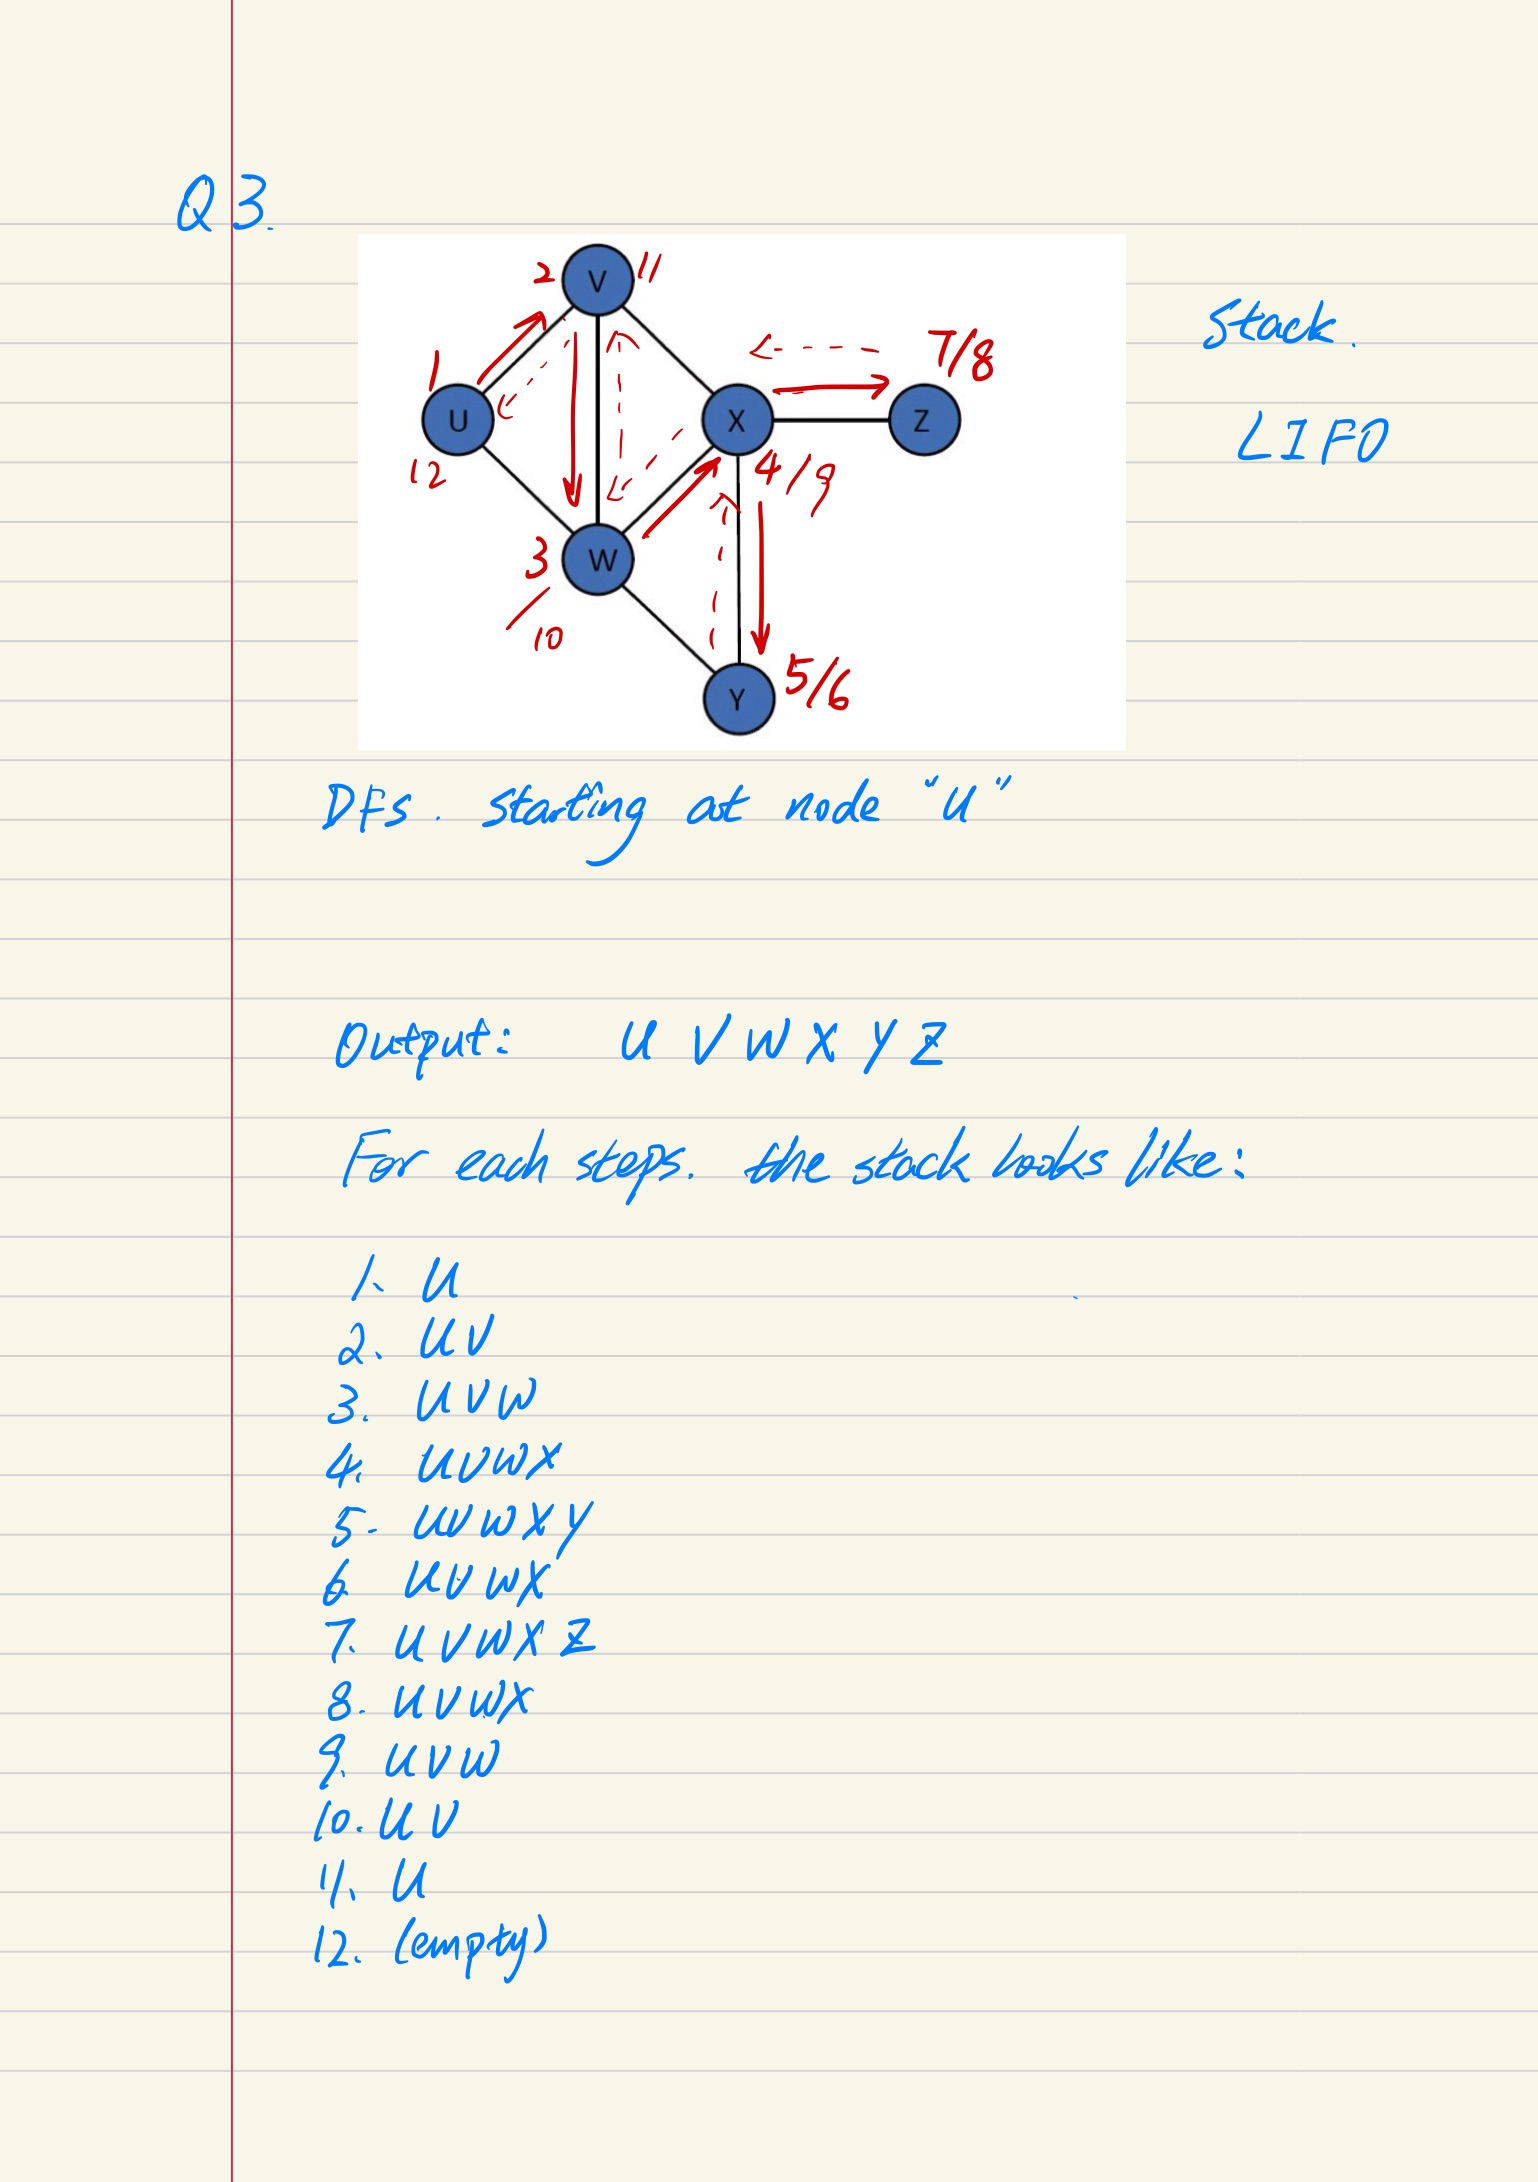 Q3.
2 V 11
Stack.
1 7/8
U X Z
12 4/9
LIFO
3 W
/
10
5/6
Y
DFS. starting at node "U"
Output: U V W X Y Z
For each steps. the stack looks like:
1. U
2. UV
3. UVW
4. UVWX
5. UVWXY
6 UVWX
7. UVWXZ
8. UVWX
9. UVW
10. UV
11. U
12. (empty)